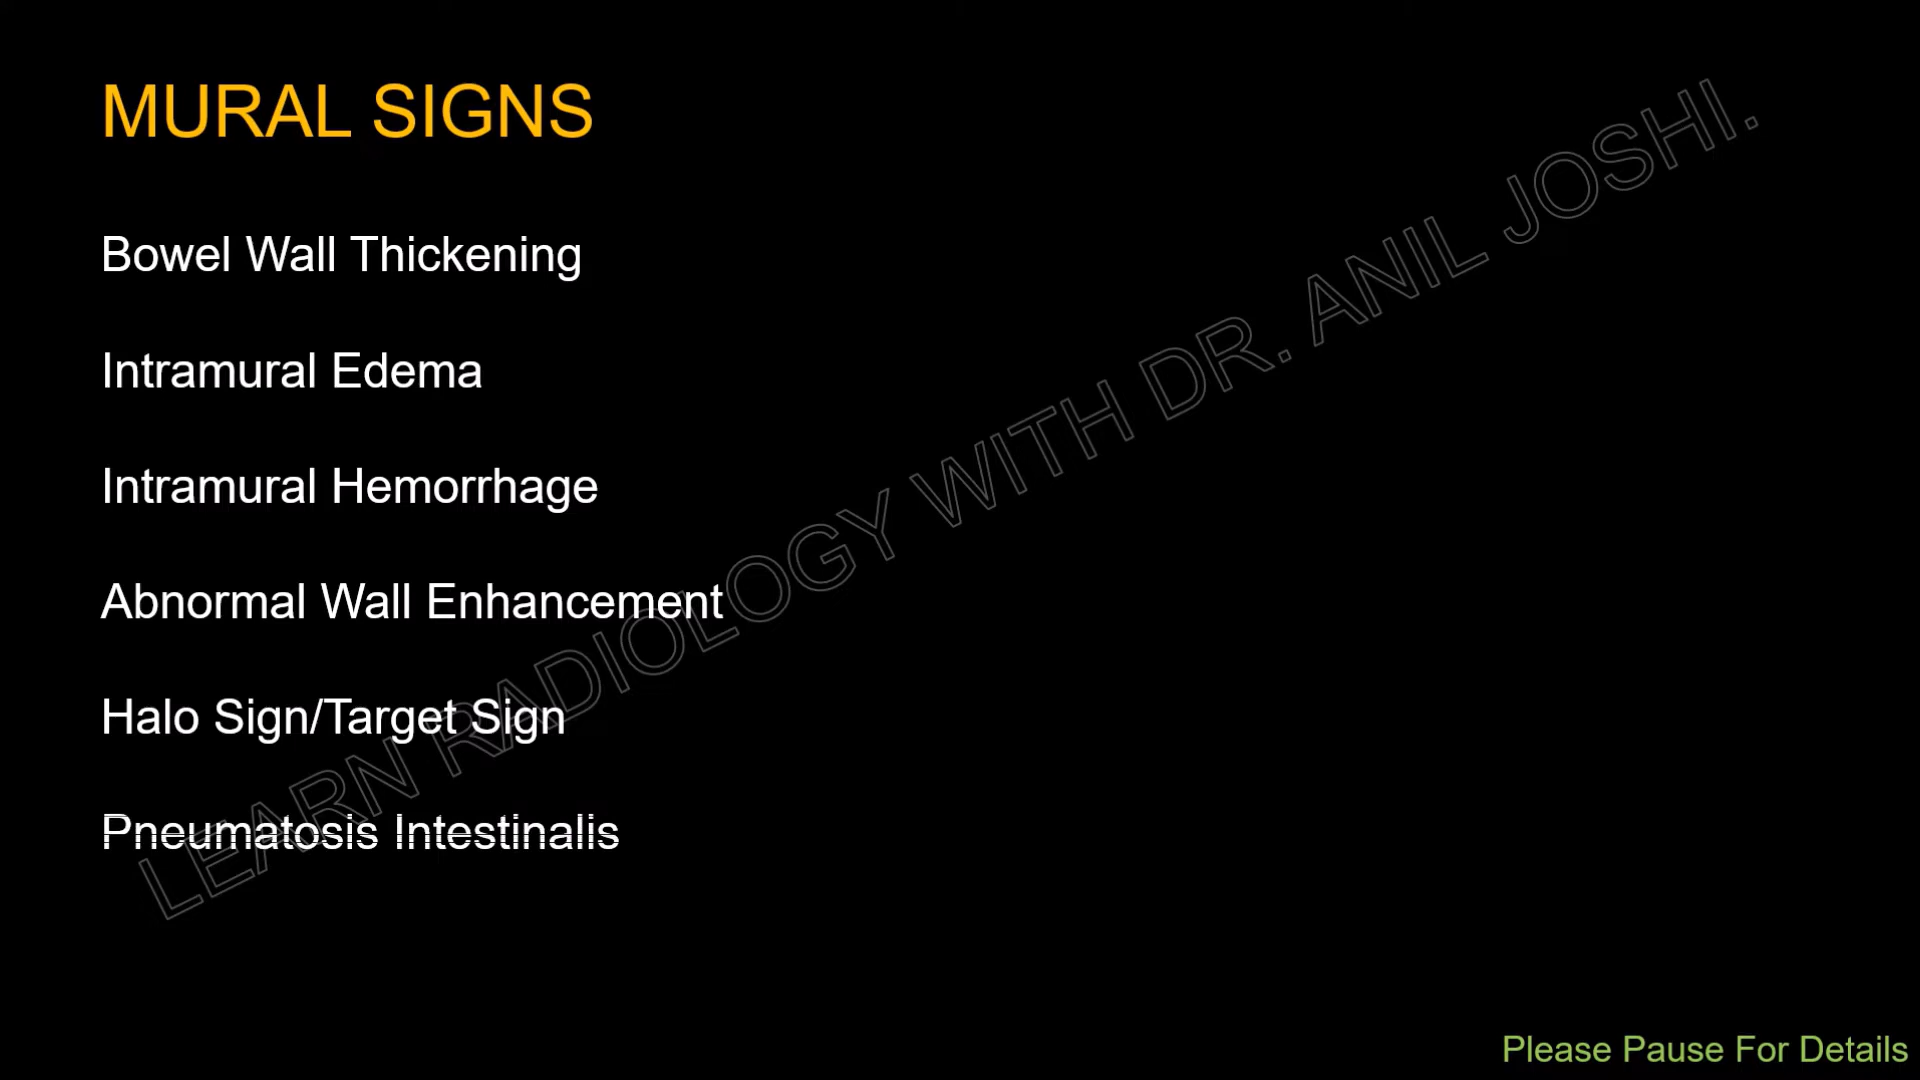 MURAL SIGNS
Bowel Wall Thickening
Intramural Edema
Intramural Hemorrhage
Abnormal Wall Enhancement
Halo Sign/Target Sign
Pneumatosis Intestinalis
LEARN RADIOLOGY WITH DR. ANIL JOSHI.
Please Pause For Details